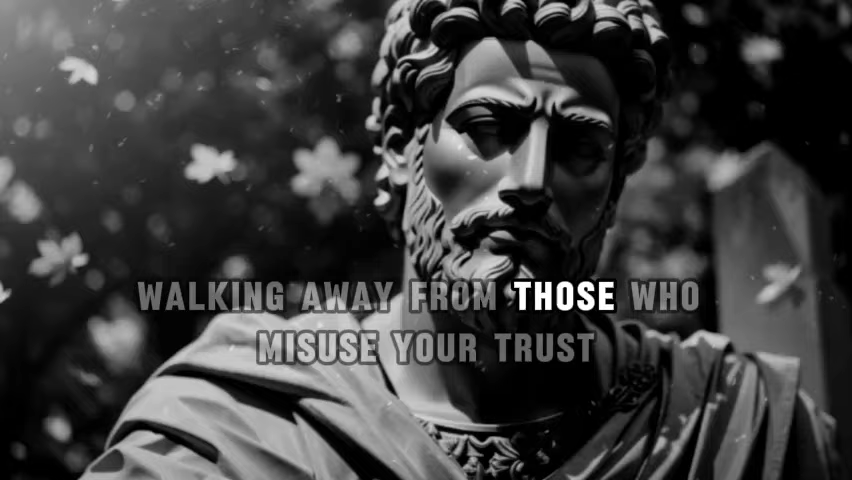 WALKING AWAY FROM THOSE WHO
MISUSE YOUR TRUST